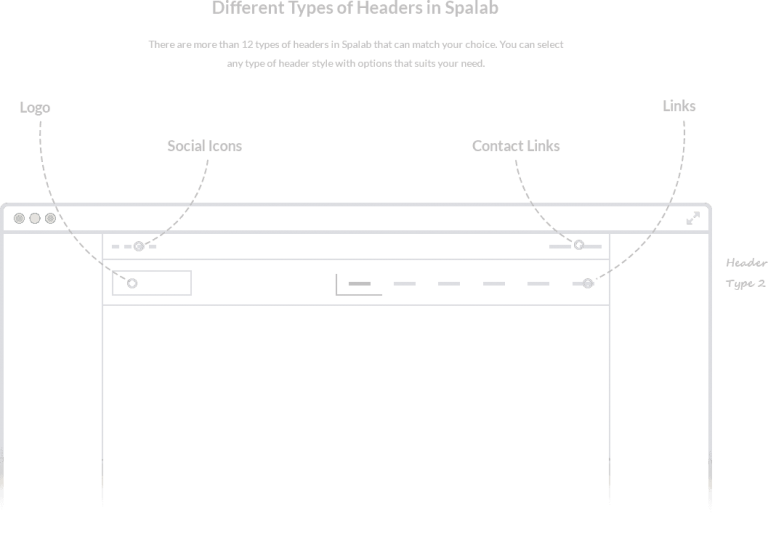 Different Types of Headers in Spalab
There are more than 12 types of headers in Spalab that can match your choice. You can select
any type of header style with options that suits your need.
Logo
Links
Social Icons
Contact Links
Header
Type 2